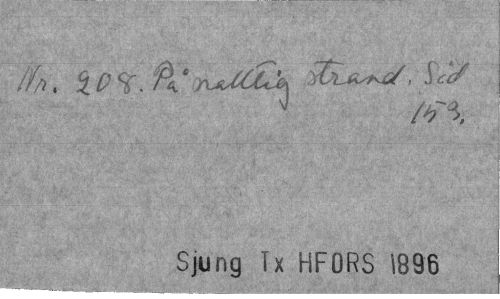 Nr. 208. På nattlig strand. Sid
153.
Sjung Tx HFORS 1896